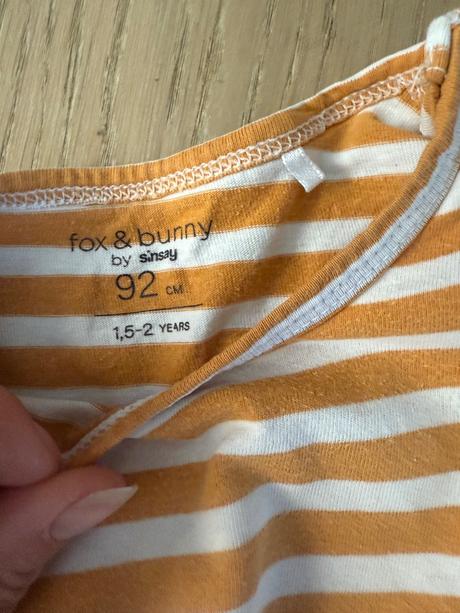 fox & bunny
by sinsay
92 CM
1,5-2 YEARS